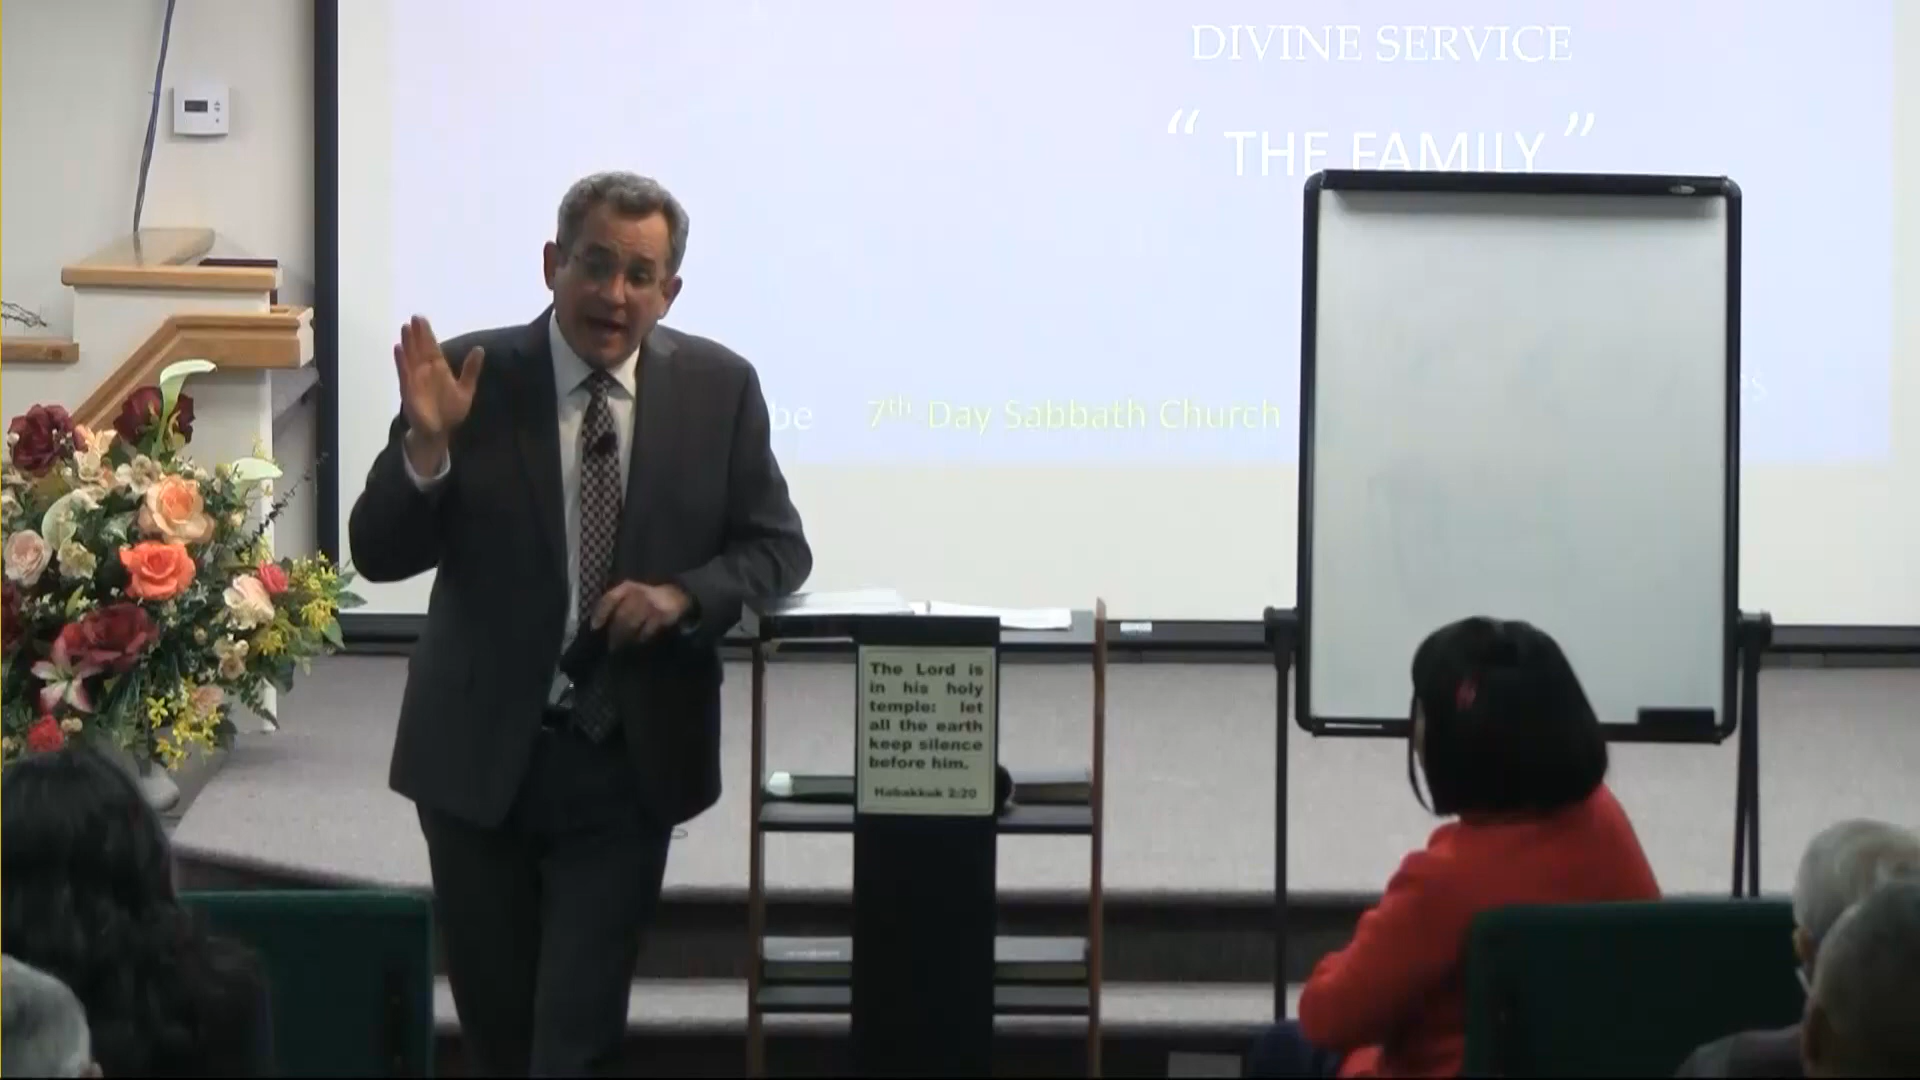 DIVINE SERVICE
“ THE FAMILY ”
be 7th Day Sabbath Church
The Lord is
in his holy
temple: let
all the earth
keep silence
before him.
Habakkuk 2:20